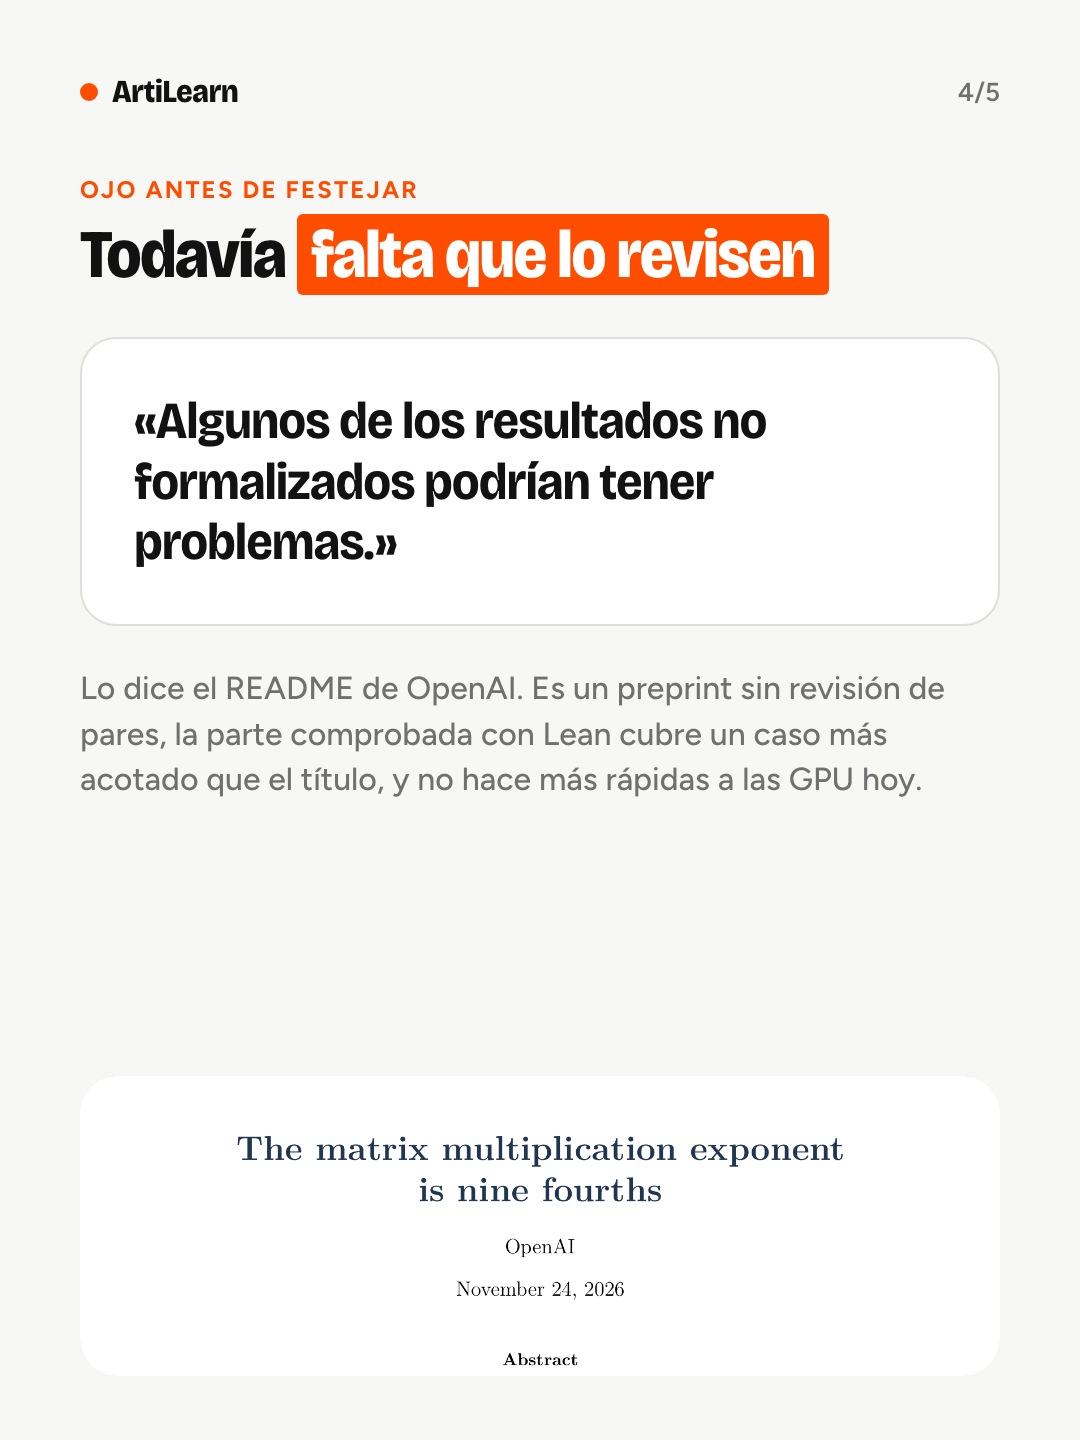 ArtiLearn
4/5
OJO ANTES DE FESTEJAR
Todavía falta que lo revisen
«Algunos de los resultados no
formalizados podrían tener
problemas.»
Lo dice el README de OpenAI. Es un preprint sin revisión de
pares, la parte comprobada con Lean cubre un caso más
acotado que el título, y no hace más rápidas a las GPU hoy.
The matrix multiplication exponent
is nine fourths
OpenAI
November 24, 2026
Abstract